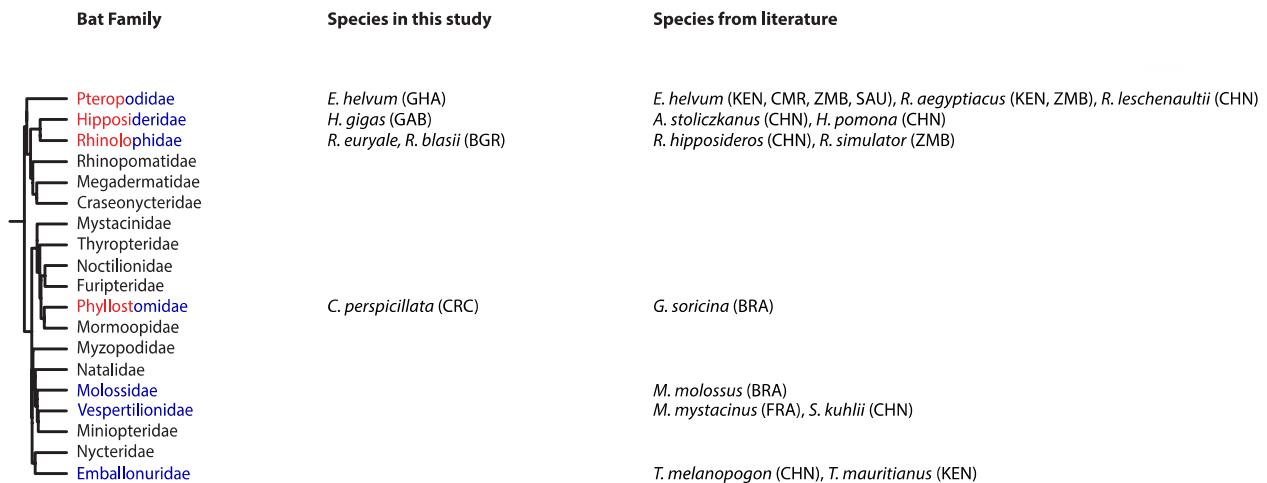 Bat Family Species in this study Species from literature
Pteropodidae E. helvum (GHA) E. helvum (KEN, CMR, ZMB, SAU), R. aegyptiacus (KEN, ZMB), R. leschenaultii (CHN)
Hipposideridae H. gigas (GAB) A. stoliczkanus (CHN), H. pomona (CHN)
Rhinolophidae R. euryale, R. blasii (BGR) R. hipposideros (CHN), R. simulator (ZMB)
Rhinopomatidae
Megadermatidae
Craseonycteridae
Mystacinidae
Thyropteridae
Noctilionidae
Furipteridae
Phyllostomidae C. perspicillata (CRC) G. soricina (BRA)
Mormoopidae
Myzopodidae
Natalidae
Molossidae M. molossus (BRA)
Vespertilionidae M. mystacinus (FRA), S. kuhlii (CHN)
Miniopteridae
Nycteridae
Emballonuridae T. melanopogon (CHN), T. mauritianus (KEN)